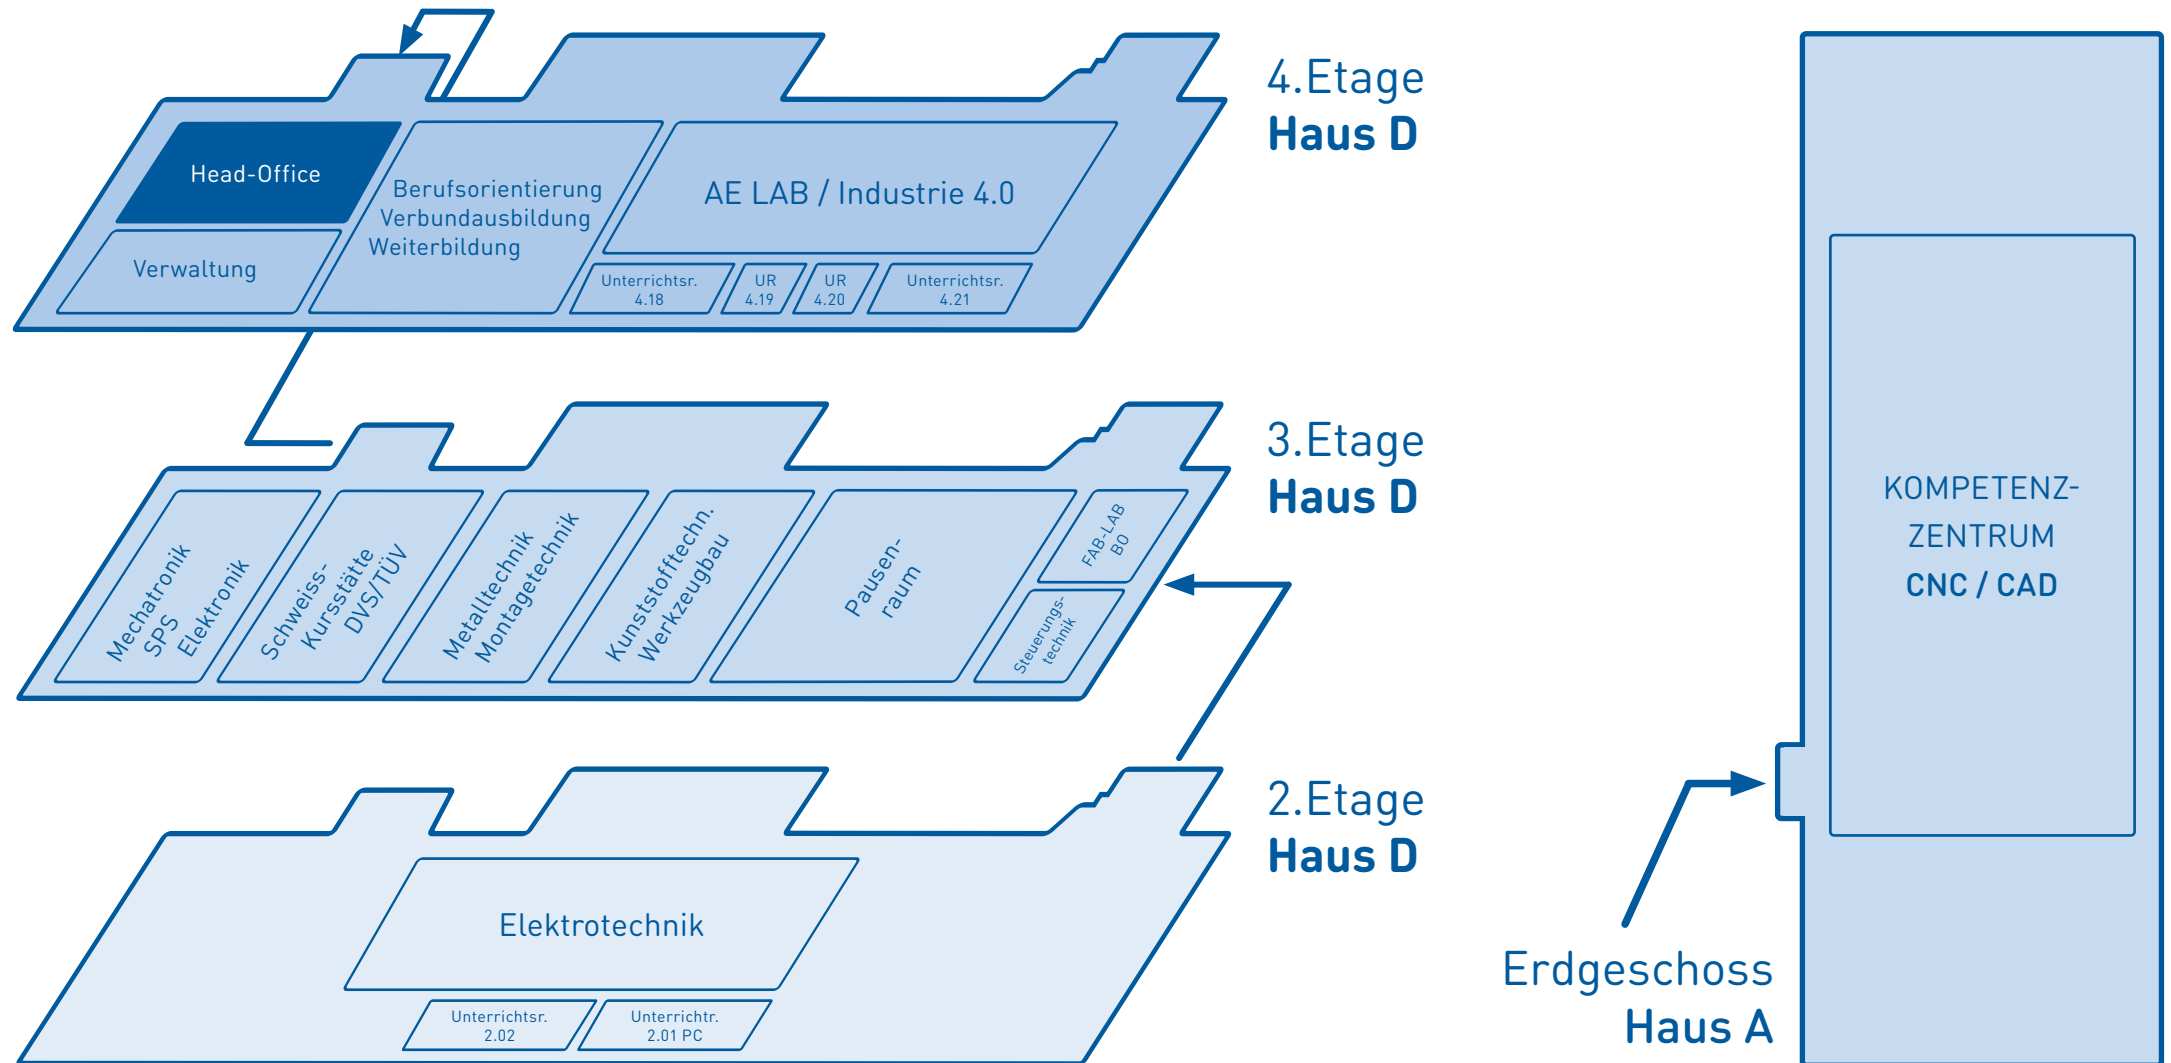 4.Etage
Haus D
Head-Office
Verwaltung
Berufsorientierung
Verbundausbildung
Weiterbildung
AE LAB / Industrie 4.0
Unterrichtsr.
4.18
UR
4.19
UR
4.20
Unterrichtsr.
4.21
3.Etage
Haus D
Mechatronik
SPS
Elektronik
Schweiss-
Kursstätte
DVS/TÜV
Metalltechnik
Montagetechnik
Kunststofftechn.
Werkzeugbau
Pausen-
raum
FAB-LAB
BO
Steuerungs-
technik
2.Etage
Haus D
Elektrotechnik
Unterrichtsr.
2.02
Unterrichtr.
2.01 PC
KOMPETENZ-
ZENTRUM
CNC / CAD
Erdgeschoss
Haus A